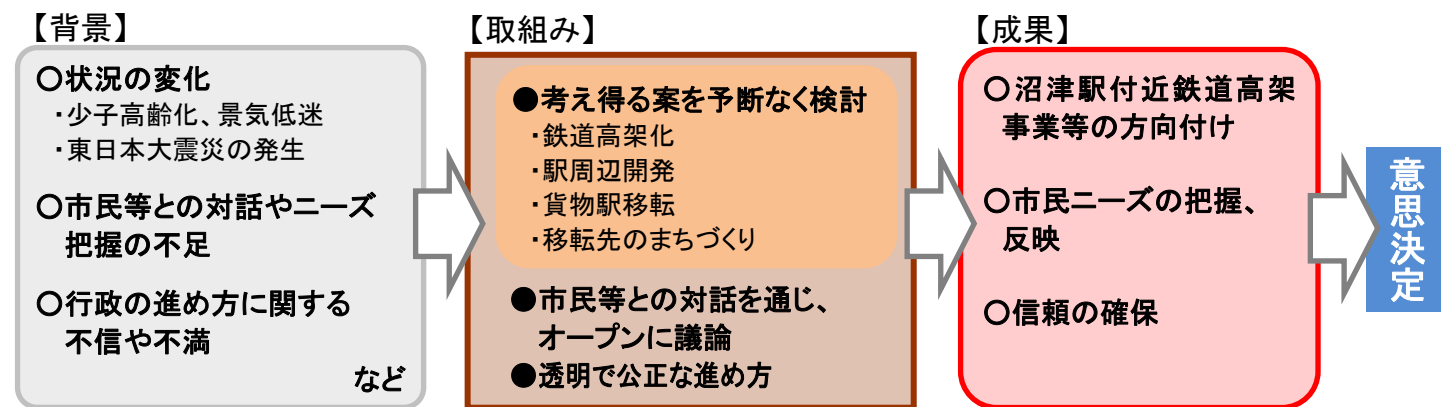 【背景】
○状況の変化
・少子高齢化、景気低迷
・東日本大震災の発生
○市民等との対話やニーズ
把握の不足
○行政の進め方に関する
不信や不満
など
【取組み】
●考え得る案を予断なく検討
・鉄道高架化
・駅周辺開発
・貨物駅移転
・移転先のまちづくり
●市民等との対話を通じ、
オープンに議論
●透明で公正な進め方
【成果】
○沼津駅付近鉄道高架
事業等の方向付け
○市民ニーズの把握、
反映
○信頼の確保
意思決定